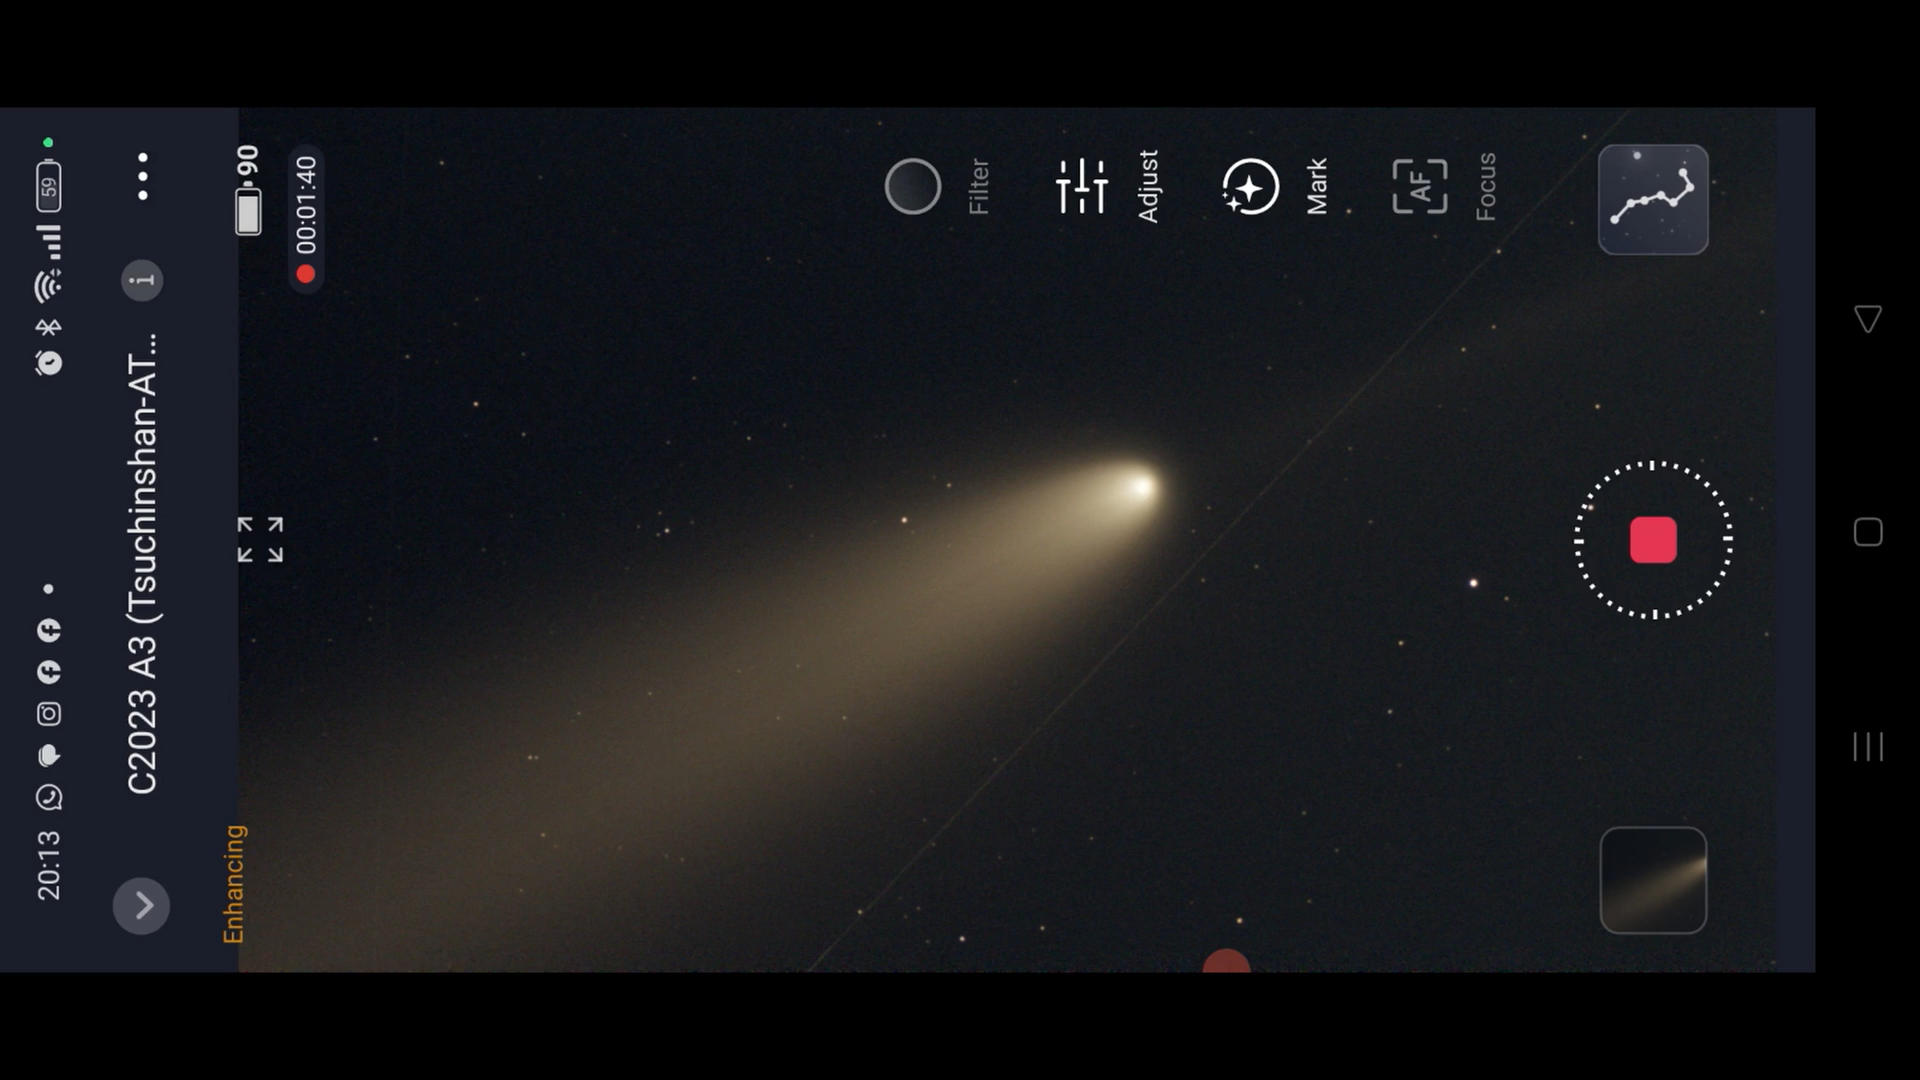 20:13
59
C2023 A3 (Tsuchinshan-AT...
i
Enhancing
90
00:01:40
Filter
Adjust
Mark
AF
Focus